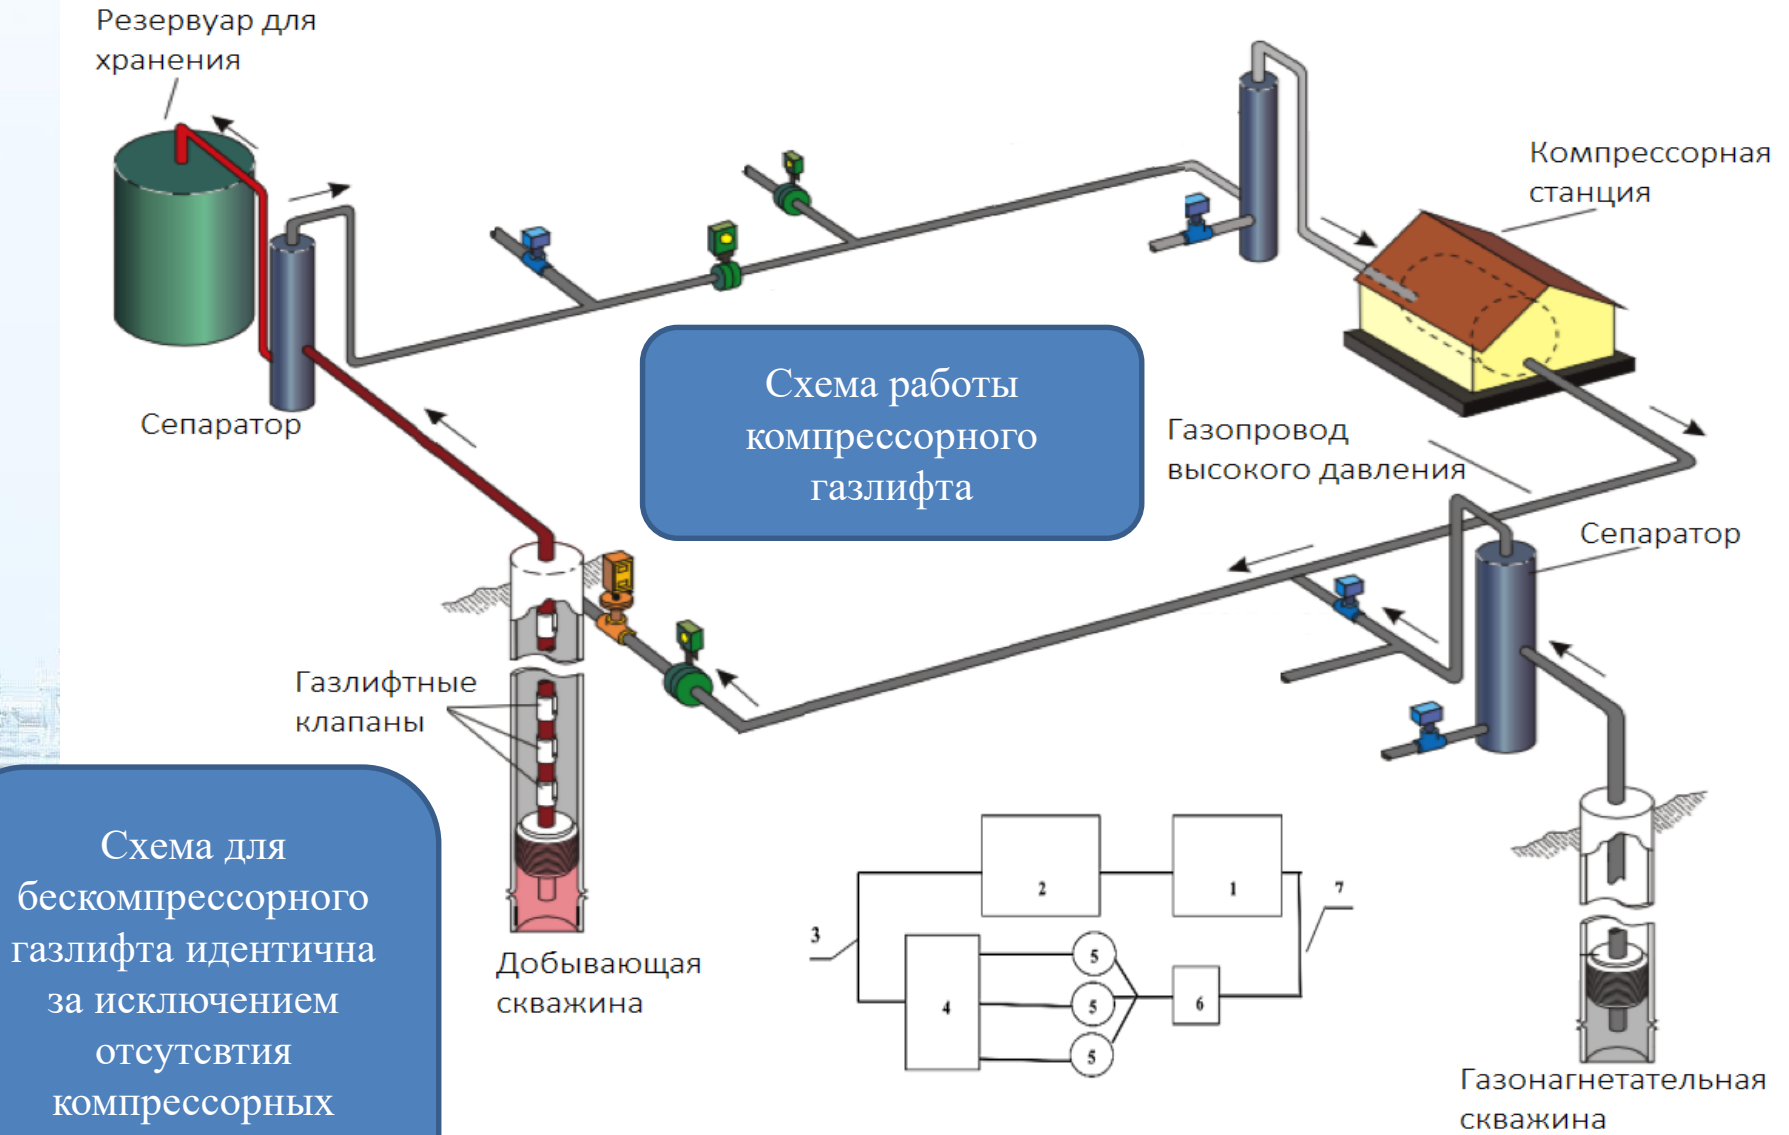 Резервуар для
хранения
Компрессорная
станция
Сепаратор
Схема работы
компрессорного
газлифта
Газопровод
высокого давления
Сепаратор
Газлифтные
клапаны
Схема для
бескомпрессорного
газлифта идентична
за исключением
отсутсвтия
компрессорных
Добывающая
скважина
2
1
7
3
5
4
5
6
5
Газонагнетательная
скважина